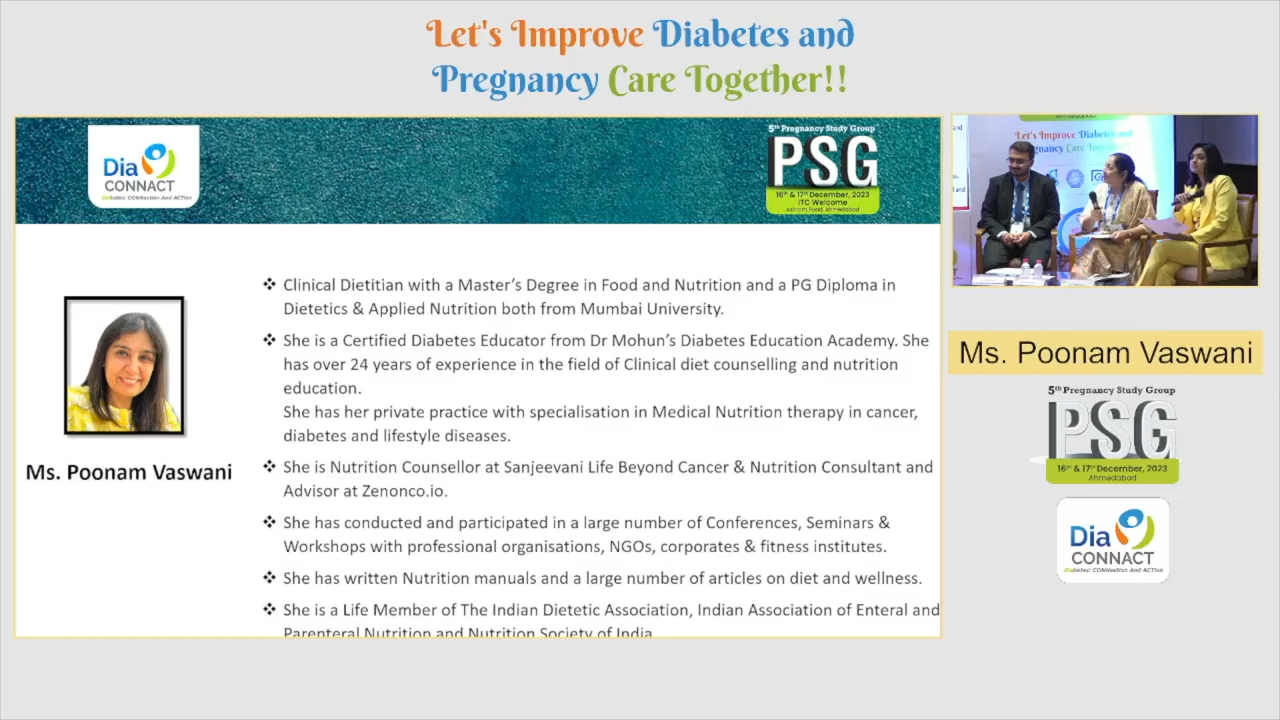 Let's Improve Diabetes and
Pregnancy Care Together!!
Dia
CONNACT
Diabetes: CONNection And ACTion
5th Pregnancy Study Group
PSG
16th & 17th December, 2023
ITC Welcome
Ashram Road, Ahmedabad
❖ Clinical Dietitian with a Master's Degree in Food and Nutrition and a PG Diploma in
Dietetics & Applied Nutrition both from Mumbai University.
❖ She is a Certified Diabetes Educator from Dr Mohun's Diabetes Education Academy. She
has over 24 years of experience in the field of Clinical diet counselling and nutrition
education.
She has her private practice with specialisation in Medical Nutrition therapy in cancer,
diabetes and lifestyle diseases.
❖ She is Nutrition Counsellor at Sanjeevani Life Beyond Cancer & Nutrition Consultant and
Advisor at Zenonco.io.
❖ She has conducted and participated in a large number of Conferences, Seminars &
Workshops with professional organisations, NGOs, corporates & fitness institutes.
❖ She has written Nutrition manuals and a large number of articles on diet and wellness.
❖ She is a Life Member of The Indian Dietetic Association, Indian Association of Enteral and
Parenteral Nutrition and Nutrition Society of India
Ms. Poonam Vaswani
Let's Improve Diabetes and
Pregnancy Care Together!!
Ms. Poonam Vaswani
5th Pregnancy Study Group
PSG
16th & 17th December, 2023
Ahmedabad
Dia
CONNACT
Diabetes: CONNection And ACTion